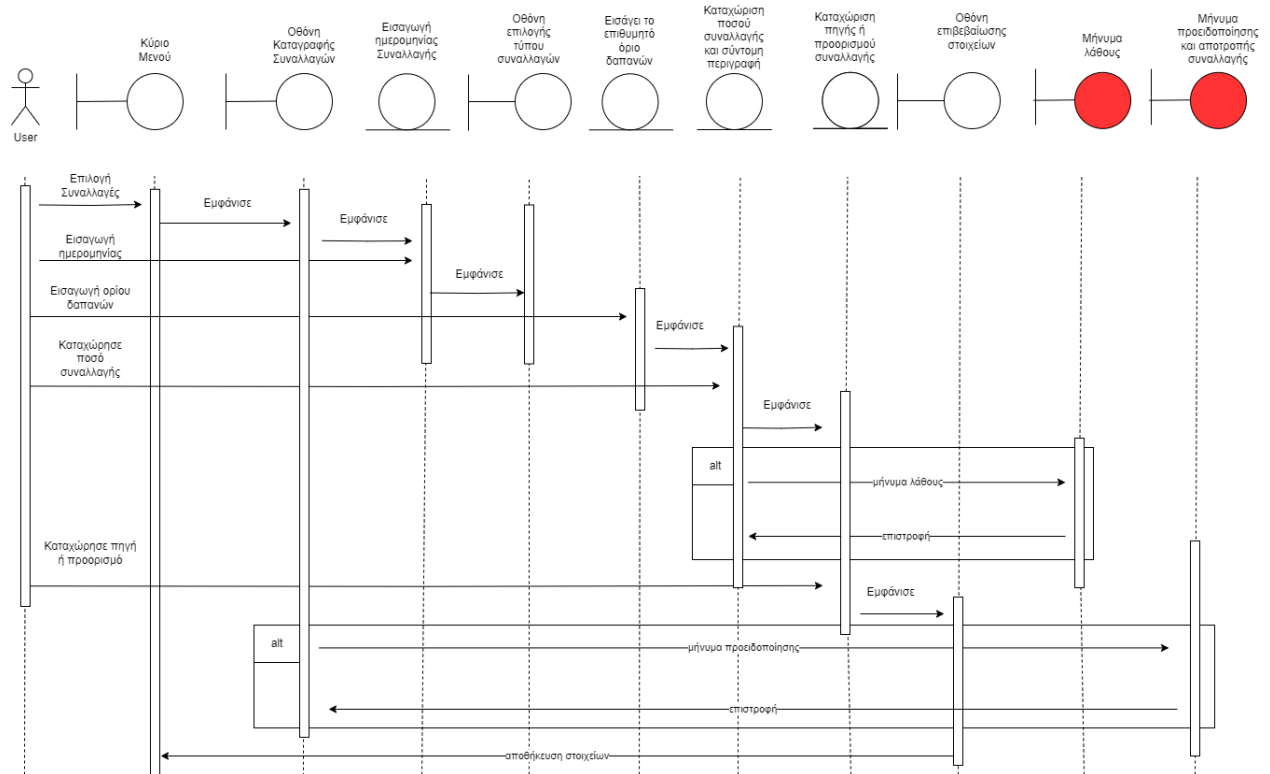 Κύριο
Μενού
Οθόνη
Καταγραφής
Συναλλαγών
Εισαγωγή
ημερομηνίας
Συναλλαγής
Οθόνη
επιλογής
τύπου
συναλλαγών
Εισάγει το
επιθυμητό
όριο
δαπανών
Καταχώριση
ποσού
συναλλαγής
και σύντομη
περιγραφή
Καταχώριση
πηγής ή
προορισμού
συναλλαγής
Οθόνη
επιβεβαίωσης
στοιχείων
Μήνυμα
λάθους
Μήνυμα
προειδοποίησης
και αποτροπής
συναλλαγής
User
Επιλογή
Συναλλαγές
Εμφάνισε
Εμφάνισε
Εισαγωγή
ημερομηνίας
Εμφάνισε
Εισαγωγή ορίου
δαπανών
Εμφάνισε
Καταχώρησε
ποσό
συναλλαγής
Εμφάνισε
alt
μήνυμα λάθους
επιστροφή
Καταχώρησε πηγή
ή προορισμό
Εμφάνισε
alt
μήνυμα προειδοποίησης
επιστροφή
αποθήκευση στοιχείων